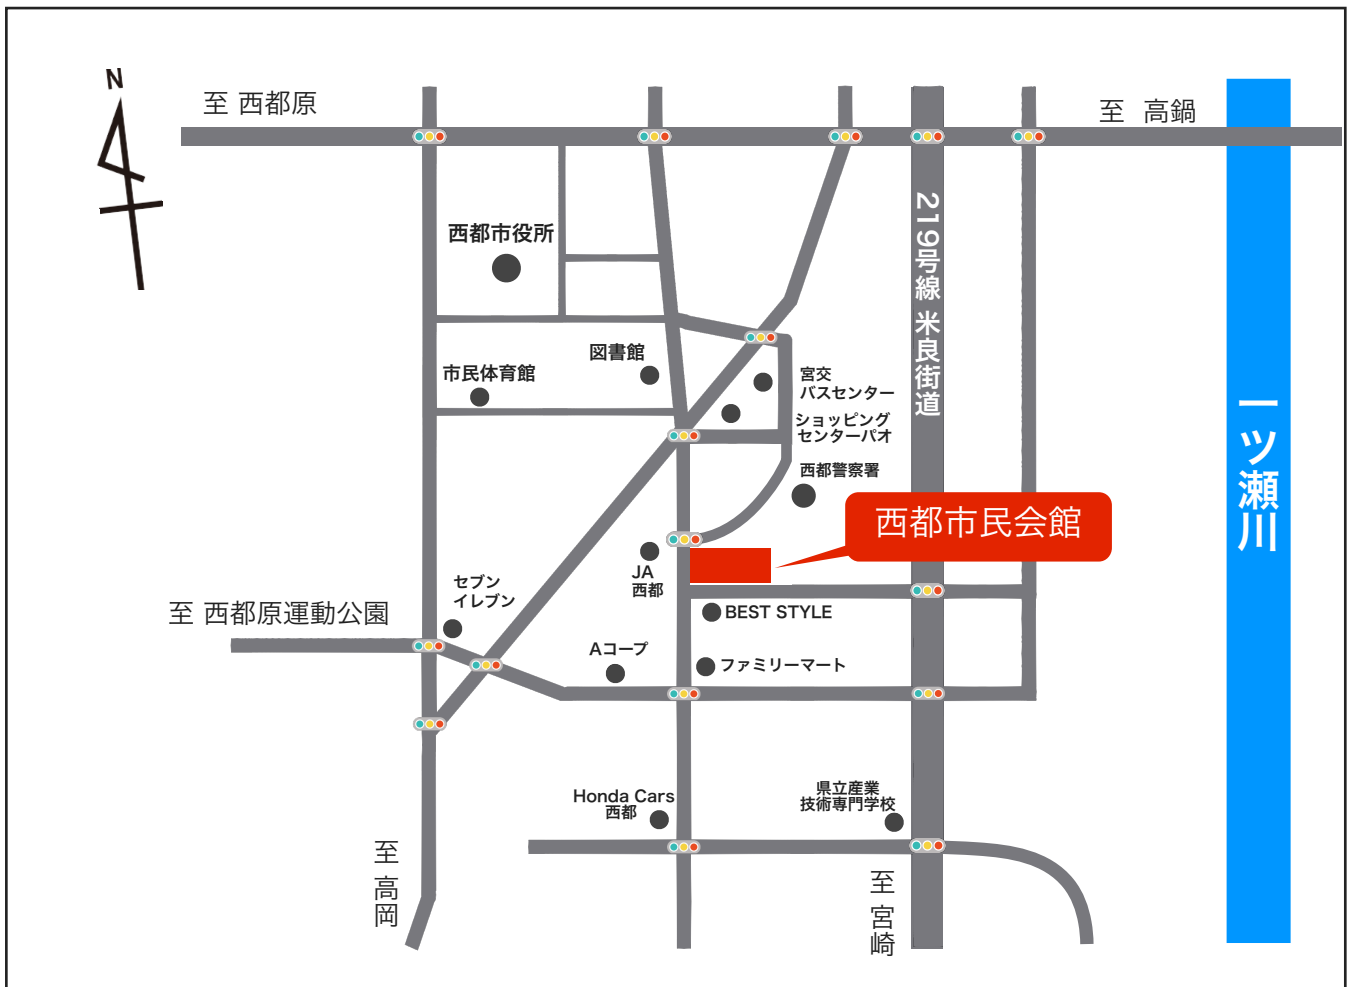 N
至 西都原
至 高鍋
219号線 米良街道
西都市役所
図書館
市民体育館
宮交
バスセンター
ショッピング
センターパオ
西都警察署
一ツ瀬川
西都市民会館
JA
西都
セブン
イレブン
至 西都原運動公園
BEST STYLE
Aコープ
ファミリーマート
Honda Cars
西都
県立産業
技術専門学校
至 高岡
至 宮崎